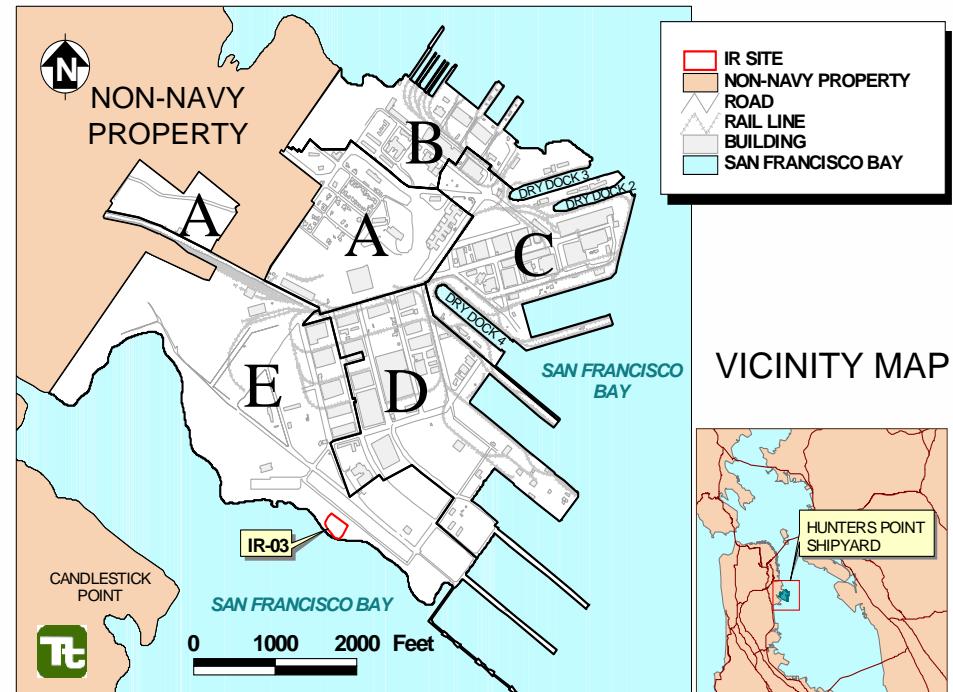 N
NON-NAVY
PROPERTY
A
B
A
C
DRY DOCK 3
DRY DOCK 2
DRY DOCK 4
E
D
SAN FRANCISCO
BAY
IR-03
CANDLESTICK
POINT
SAN FRANCISCO BAY
Tt
0 1000 2000 Feet
IR SITE
NON-NAVY PROPERTY
ROAD
RAIL LINE
BUILDING
SAN FRANCISCO BAY
VICINITY MAP
HUNTERS POINT
SHIPYARD